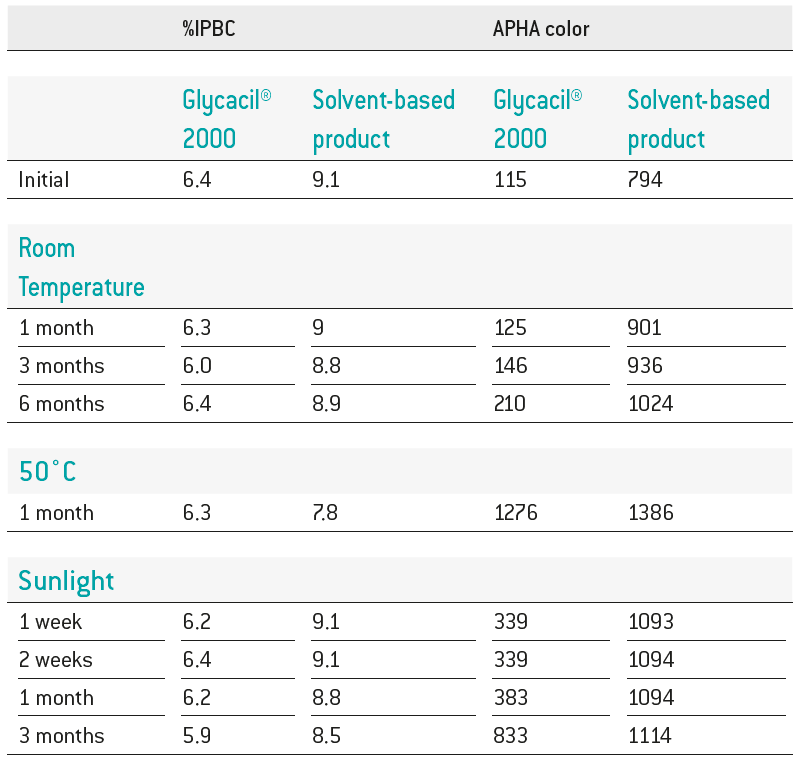 %IPBC APHA color
Glycacil® Solvent-based Glycacil® Solvent-based
2000 product 2000 product
Initial 6.4 9.1 115 794
Room
Temperature
1 month 6.3 9 125 901
3 months 6.0 8.8 146 936
6 months 6.4 8.9 210 1024
50°C
1 month 6.3 7.8 1276 1386
Sunlight
1 week 6.2 9.1 339 1093
2 weeks 6.4 9.1 339 1094
1 month 6.2 8.8 383 1094
3 months 5.9 8.5 833 1114